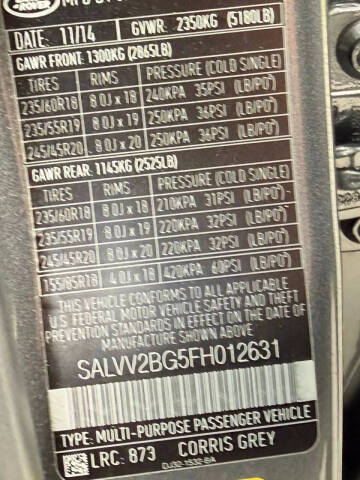 ROVER
DATE: 11/14 GVWR: 2350KG (5180LB)
GAWR FRONT: 1300KG (2865LB)
TIRES RIMS PRESSURE (COLD SINGLE)
235/60R18 8.0J x 18 240KPA 35PSI (LB/PO²)
235/55R19 8.0J x 19 250KPA 36PSI (LB/PO²)
245/45R20 8.0J x 20 250KPA 36PSI (LB/PO²)
GAWR REAR: 1145KG (2525LB)
TIRES RIMS PRESSURE (COLD SINGLE)
235/60R18 8.0J x 18 210KPA 31PSI (LB/PO²)
235/55R19 8.0J x 19 220KPA 32PSI (LB/PO²)
245/45R20 8.0J x 20 220KPA 32PSI (LB/PO²)
155/85R18 4.0J x 18 420KPA 60PSI (LB/PO²)
THIS VEHICLE CONFORMS TO ALL APPLICABLE
U.S FEDERAL MOTOR VEHICLE SAFETY AND THEFT
PREVENTION STANDARDS IN EFFECT ON THE DATE
OF MANUFACTURE SHOWN ABOVE.
SALVV2BG5FH012631
TYPE: MULTI-PURPOSE PASSENGER VEHICLE
LRC: 873 CORRIS GREY
DJ32-1532-BA